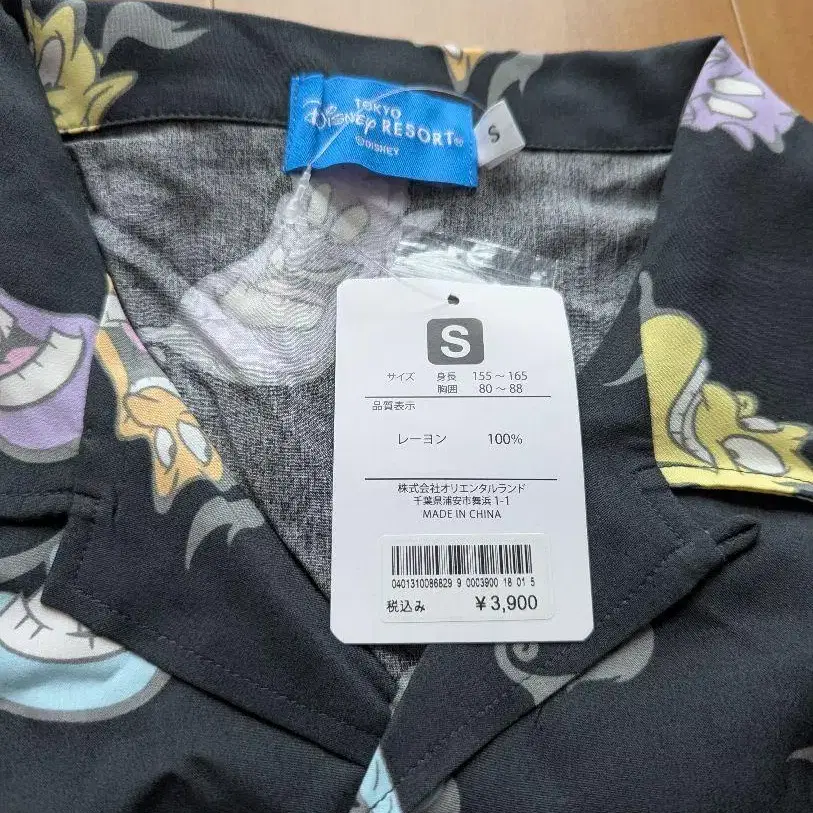 TOKYO
Disney RESORT®
©DISNEY
S
S
サイズ 身長 155～165
胸囲 80～88
品質表示
レーヨン 100%
株式会社オリエンタルランド
千葉県浦安市舞浜 1-1
MADE IN CHINA
0401310086829 9 0003900 18 01 5
税込み ¥3,900